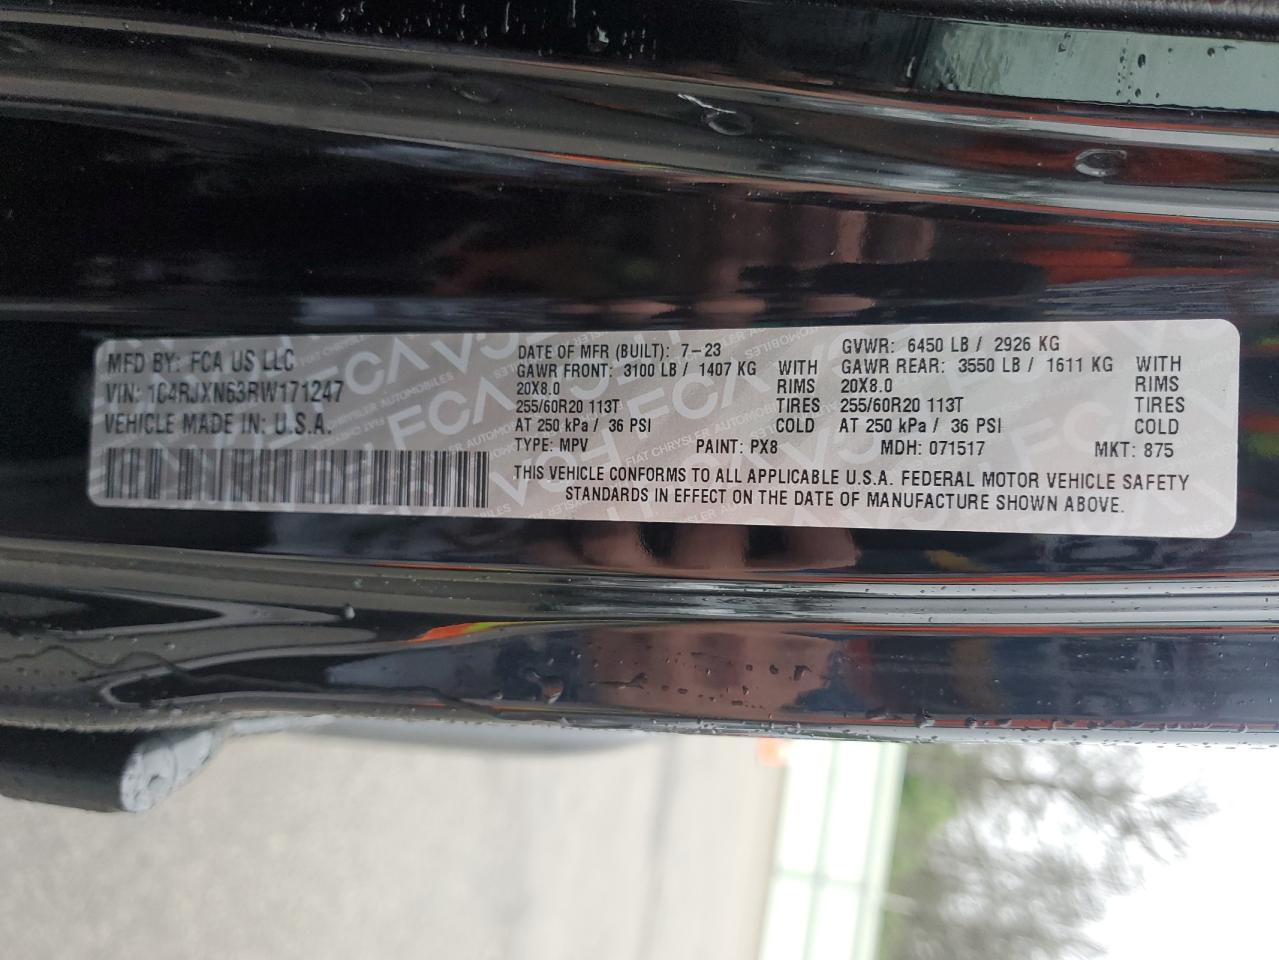 MFD BY: FCA US LLC
VIN: 1C4RJXN63RW171247
VEHICLE MADE IN: U.S.A.
DATE OF MFR (BUILT): 7-23 GVWR: 6450 LB / 2926 KG
GAWR FRONT: 3100 LB / 1407 KG WITH GAWR REAR: 3550 LB / 1611 KG WITH
20X8.0 RIMS 20X8.0 RIMS
255/60R20 113T TIRES 255/60R20 113T TIRES
AT 250 kPa / 36 PSI COLD AT 250 kPa / 36 PSI COLD
TYPE: MPV PAINT: PX8 MDH: 071517 MKT: 875
THIS VEHICLE CONFORMS TO ALL APPLICABLE U.S.A. FEDERAL MOTOR VEHICLE SAFETY
STANDARDS IN EFFECT ON THE DATE OF MANUFACTURE SHOWN ABOVE.